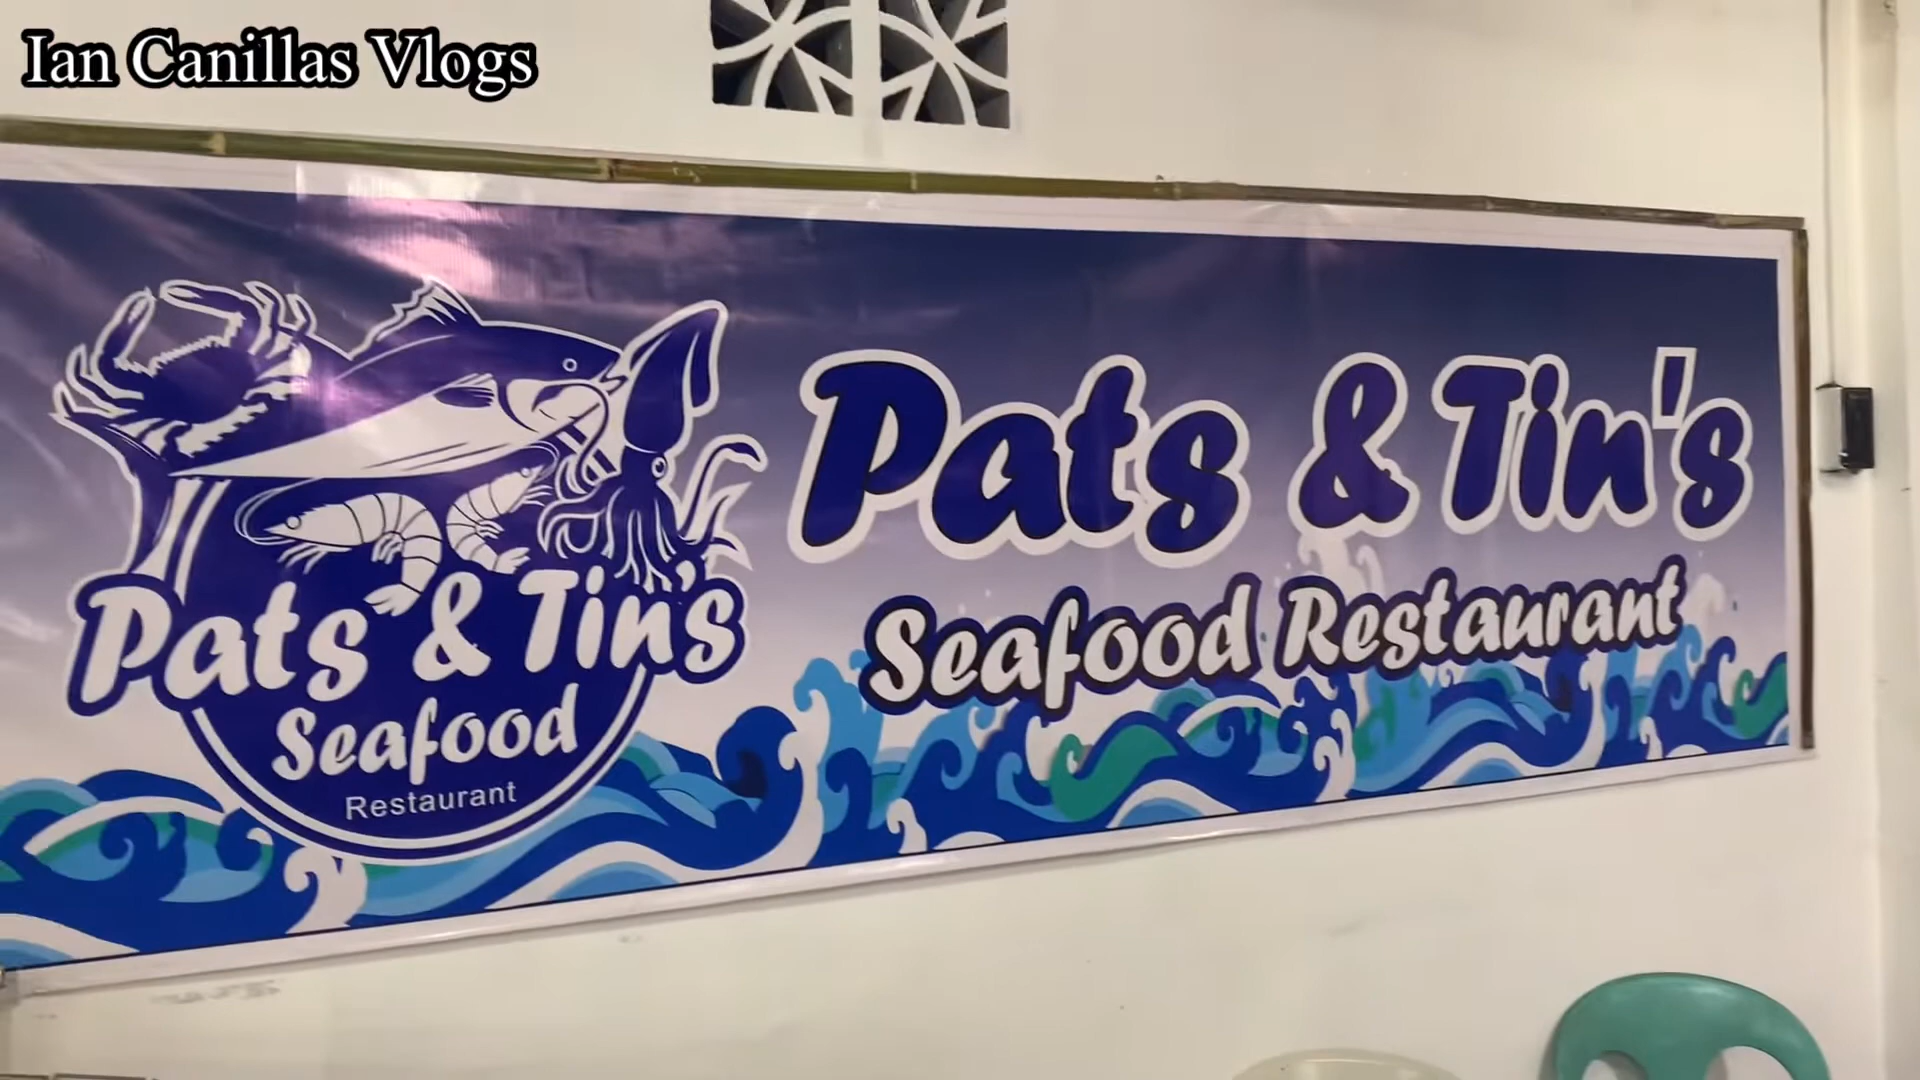 Ian Canillas Vlogs
Pats & Tin's
Seafood
Restaurant
Pats & Tin's
Seafood Restaurant